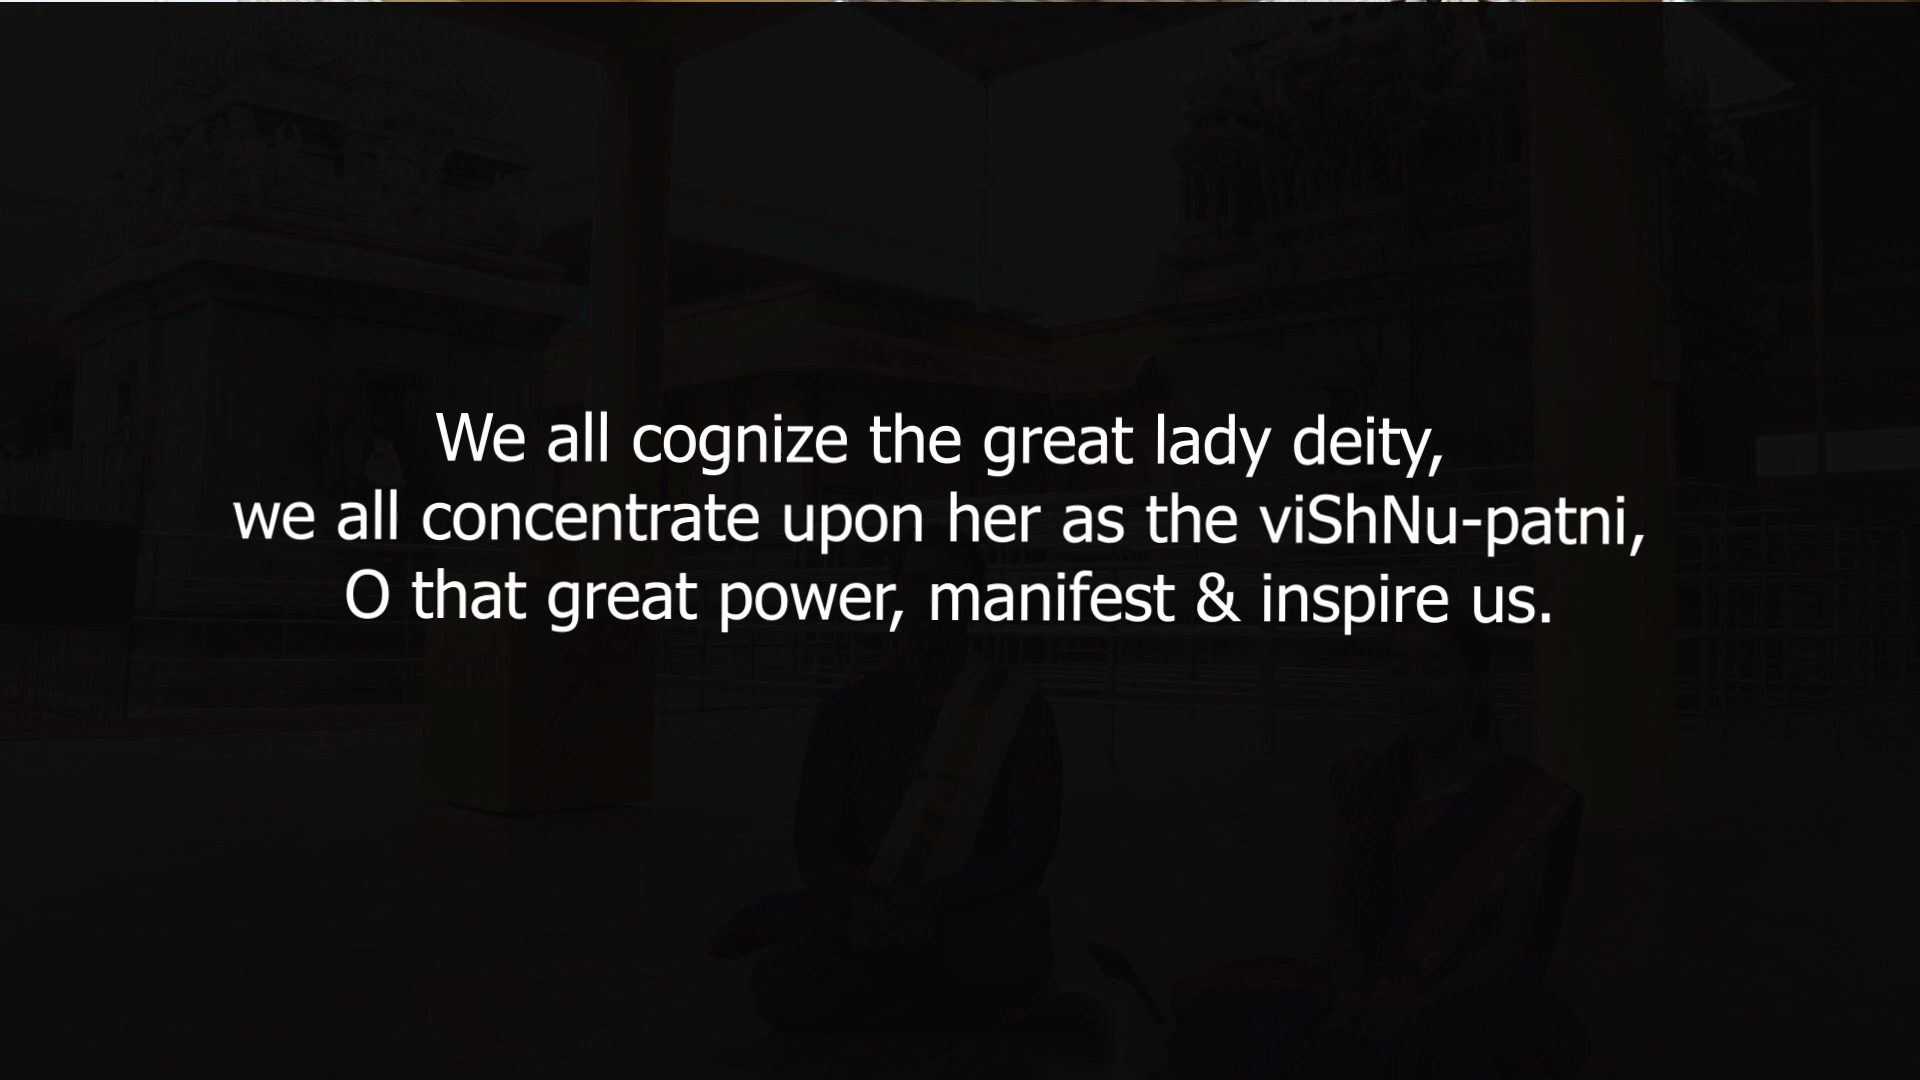 We all cognize the great lady deity,
we all concentrate upon her as the viShNu-patni,
O that great power, manifest & inspire us.